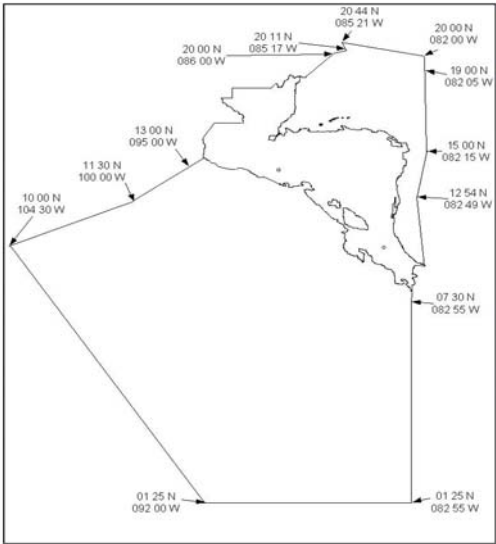 20 44 N
085 21 W
20 11 N
085 17 W
20 00 N
086 00 W
20 00 N
082 00 W
19 00 N
082 05 W
13 00 N
095 00 W
15 00 N
082 15 W
11 30 N
100 00 W
12 54 N
082 49 W
10 00 N
104 30 W
07 30 N
082 55 W
01 25 N
092 00 W
01 25 N
082 55 W